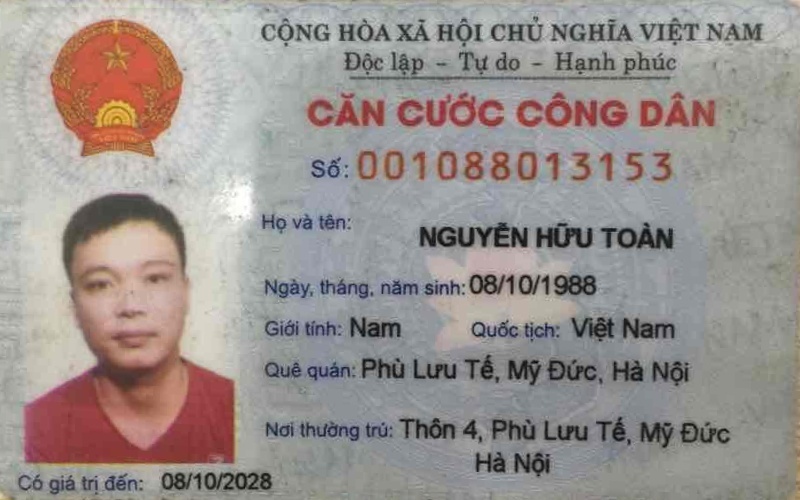 CỘNG HÒA XÃ HỘI CHỦ NGHĨA VIỆT NAM
Độc lập - Tự do - Hạnh phúc
CĂN CƯỚC CÔNG DÂN
Số: 001088013153
Họ và tên: NGUYỄN HỮU TOÀN
Ngày, tháng, năm sinh: 08/10/1988
Giới tính: Nam Quốc tịch: Việt Nam
Quê quán: Phù Lưu Tế, Mỹ Đức, Hà Nội
Nơi thường trú: Thôn 4, Phù Lưu Tế, Mỹ Đức
Hà Nội
Có giá trị đến: 08/10/2028